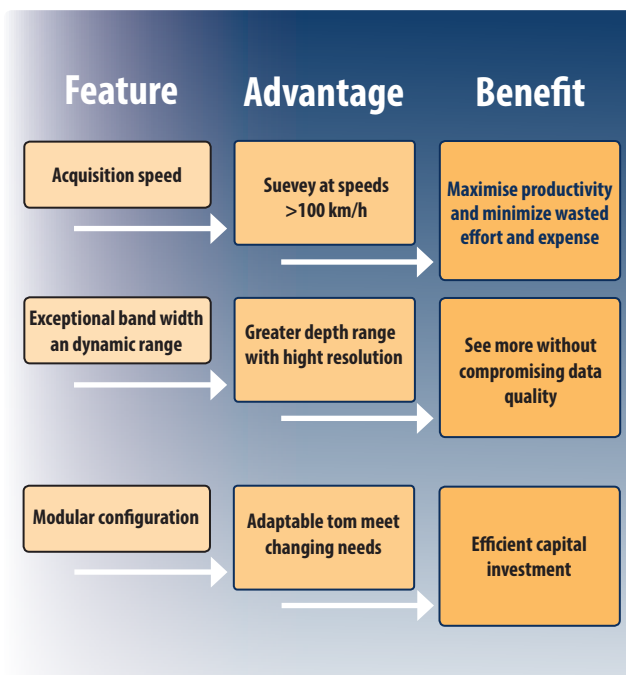 Feature
Advantage
Benefit
Acquisition speed
Suevey at speeds
>100 km/h
Maximise productivity
and minimize wasted
effort and expense
Exceptional band width
an dynamic range
Greater depth range
with hight resolution
See more without
compromising data
quality
Modular configuration
Adaptable tom meet
changing needs
Efficient capital
investment